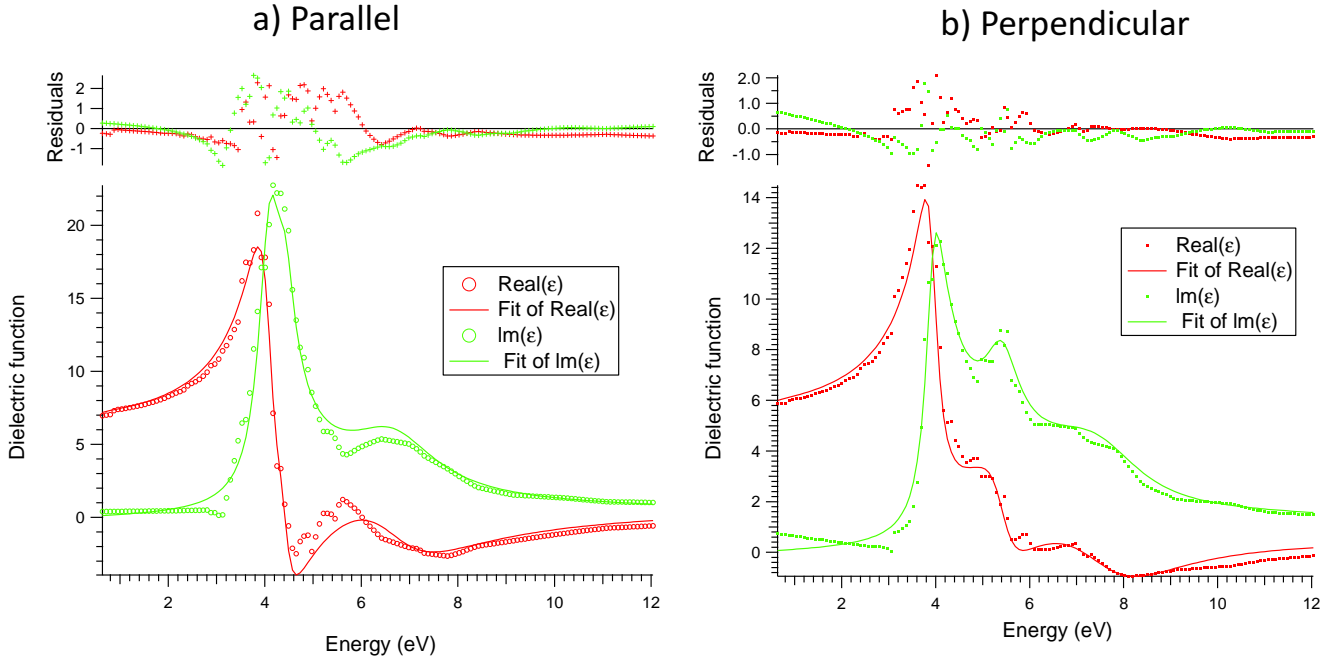 a) Parallel
Residuals
2
1
0
-1
Dielectric function
20
15
10
5
0
Real(ε)
Fit of Real(ε)
Im(ε)
Fit of Im(ε)
2
4
6
8
10
12
Energy (eV)
b) Perpendicular
Residuals
2.0
1.0
0.0
-1.0
Dielectric function
14
12
10
8
6
4
2
0
Real(ε)
Fit of Real(ε)
Im(ε)
Fit of Im(ε)
2
4
6
8
10
12
Energy (eV)